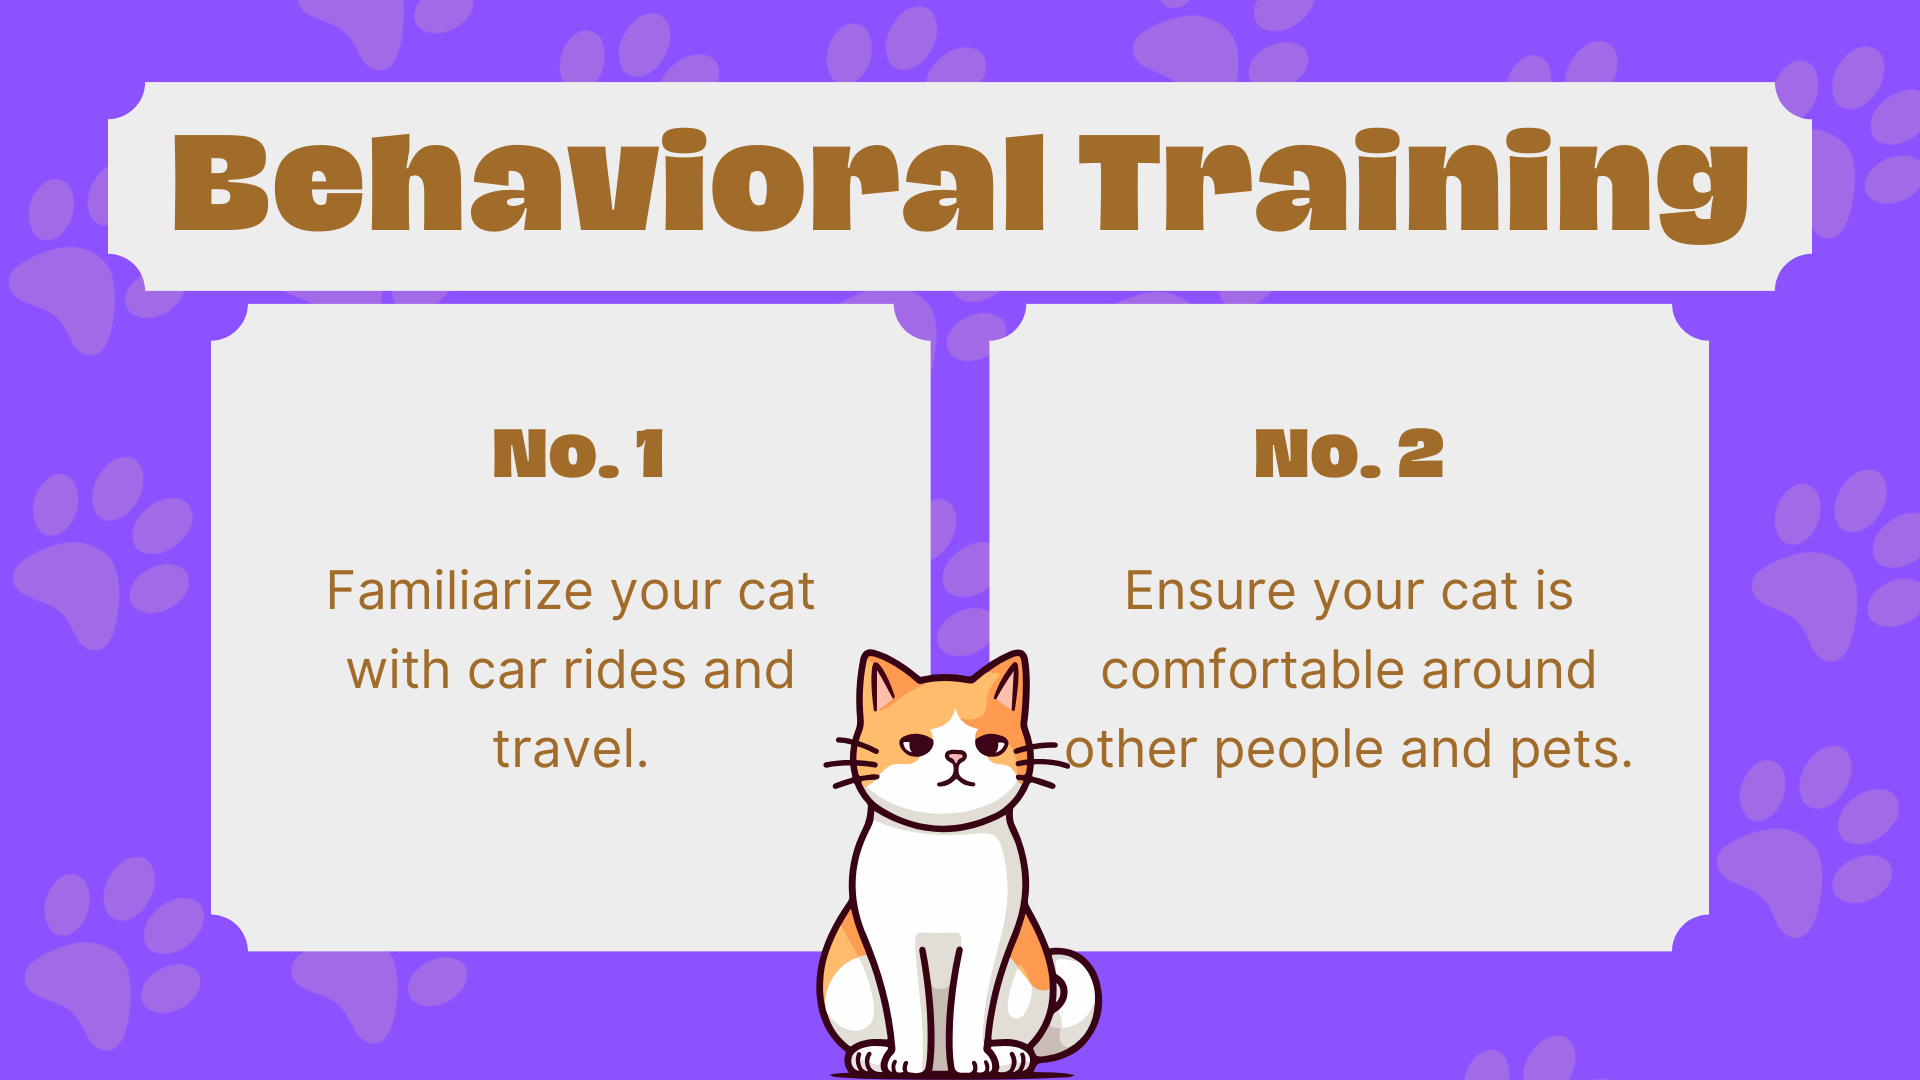 Behavioral Training
No. 1
Familiarize your cat
with car rides and
travel.
No. 2
Ensure your cat is
comfortable around
other people and pets.